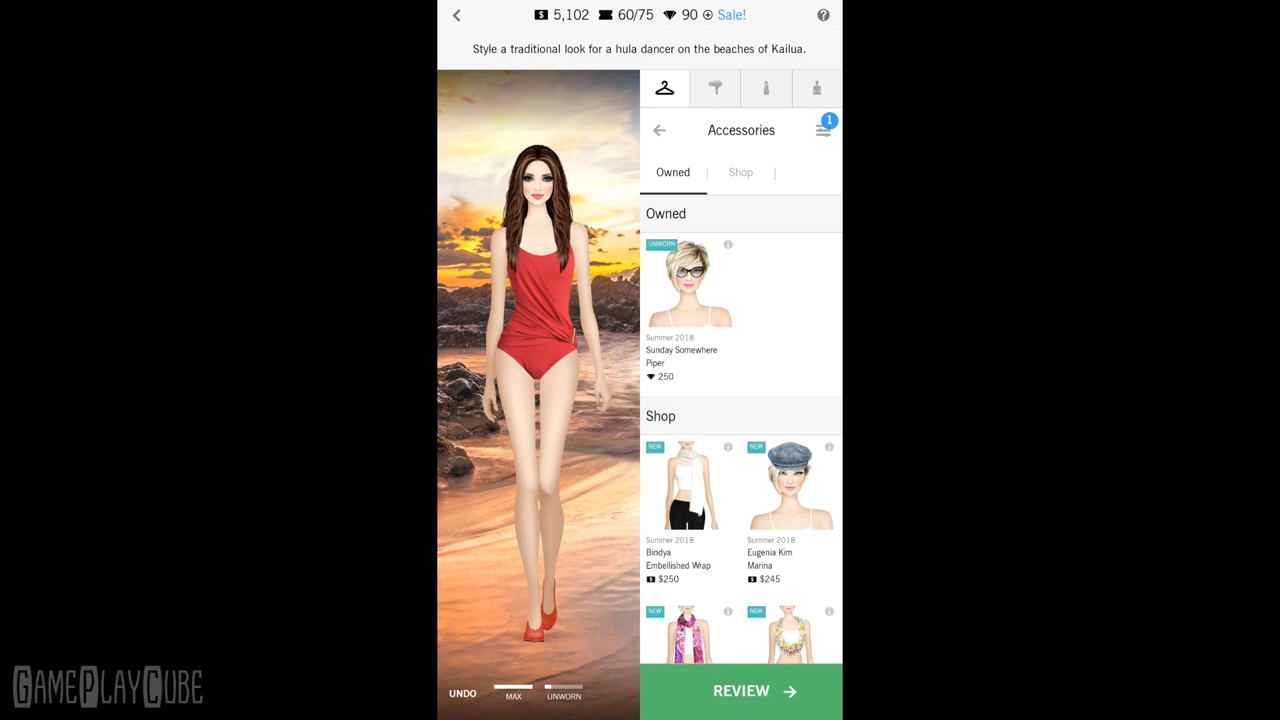 5,102 60/75 90 Sale!
Style a traditional look for a hula dancer on the beaches of Kailua.
1
Accessories
Owned Shop
Owned
UNWORN
Summer 2018
Sunday Somewhere
Piper
250
Shop
NEW NEW
Summer 2018 Summer 2018
Bindya Eugenia Kim
Embellished Wrap Marina
$250 $245
NEW NEW
UNDO MAX UNWORN
REVIEW
GAMEPLAYCUBE